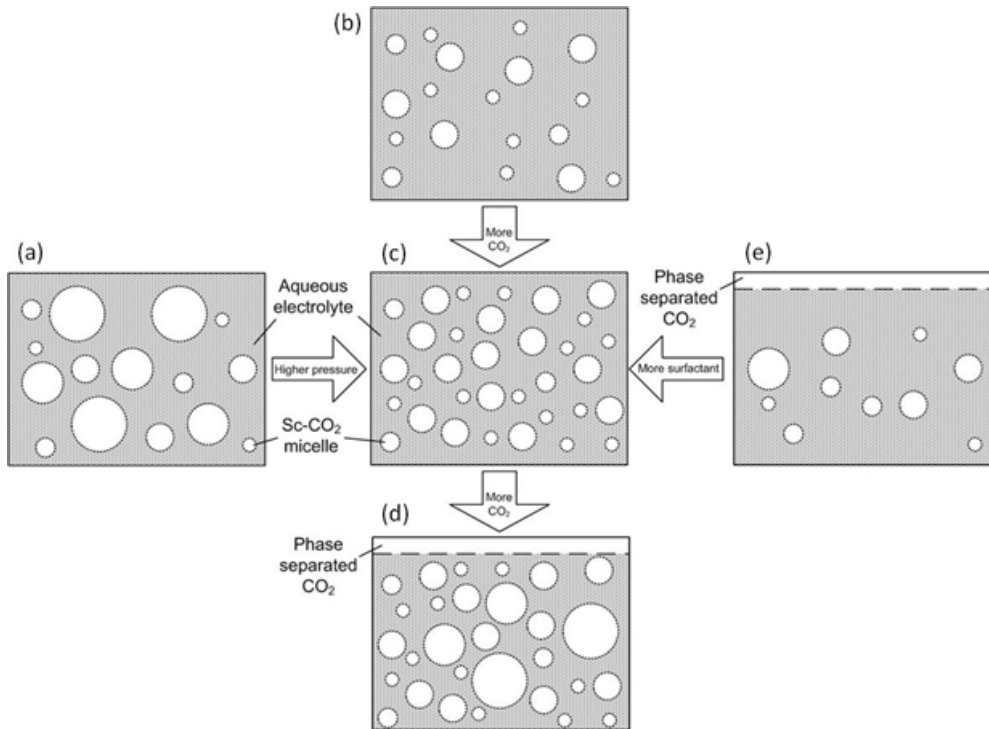 (b)
More
CO₂
(a)
(c)
(e)
Aqueous
electrolyte
Phase
separated
CO₂
Higher pressure
More surfactant
Sc-CO₂
micelle
More
CO₂
(d)
Phase
separated
CO₂